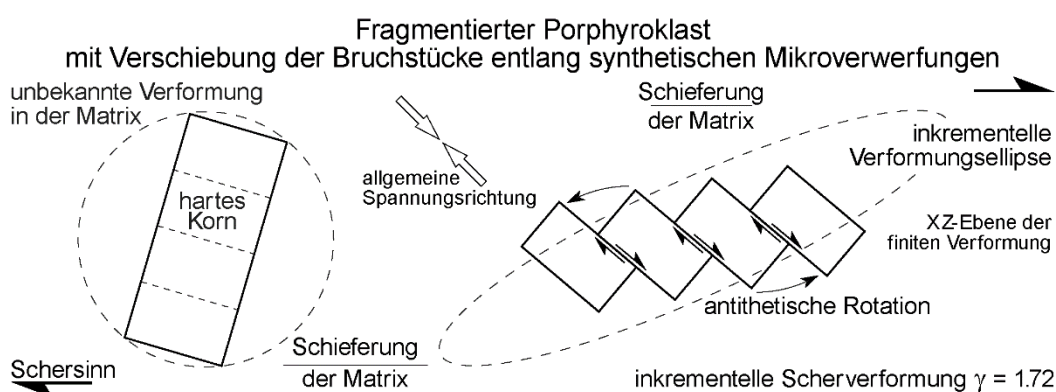 Fragmentierter Porphyroklast
mit Verschiebung der Bruchstücke entlang synthetischen Mikroverwerfungen
unbekannte Verformung
in der Matrix
hartes
Korn
allgemeine
Spannungsrichtung
Schieferung
der Matrix
inkrementelle
Verformungsellipse
XZ-Ebene der
finiten Verformung
antithetische Rotation
Schieferung
der Matrix
Schersinn
inkrementelle Scherverformung γ = 1.72